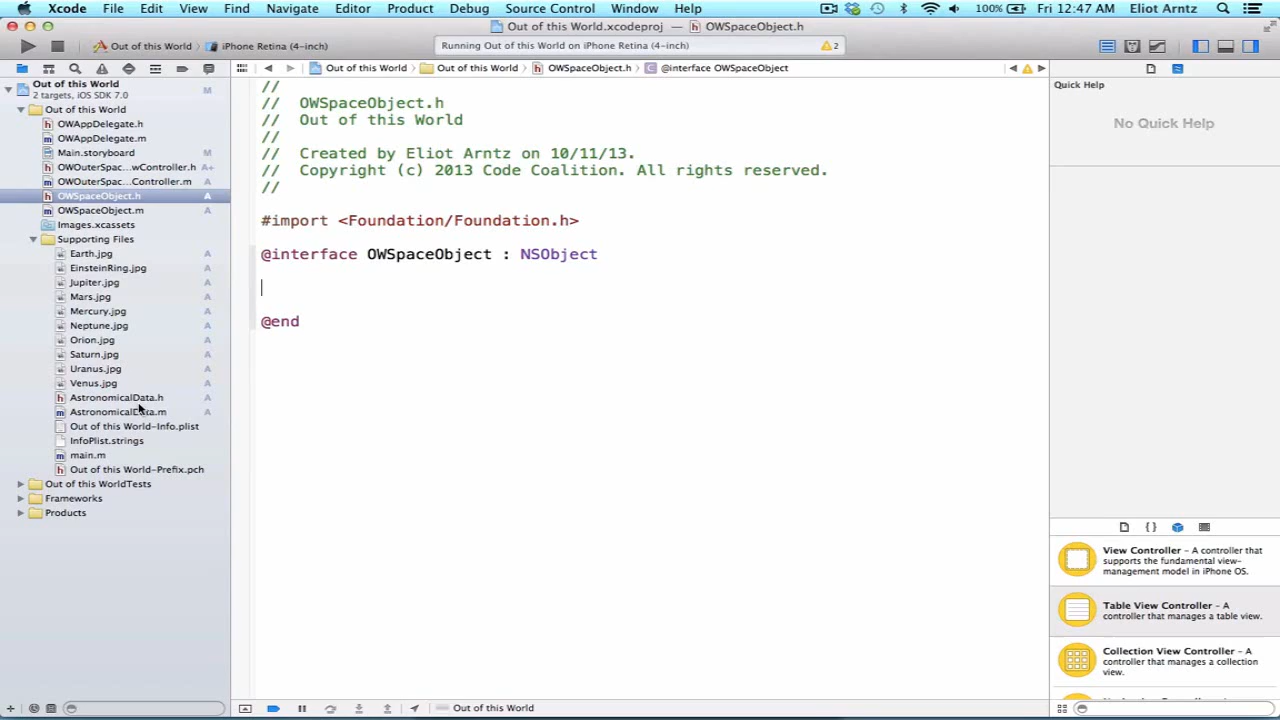 Xcode File Edit View Find Navigate Editor Product Debug Source Control Window Help 100% Fri 12:47 AM Eliot Arntz
Out of this World.xcodeproj — OWSpaceObject.h
Out of this World iPhone Retina (4-inch) Running Out of this World on iPhone Retina (4-inch) 2
Out of this World Out of this World OWSpaceObject.h @interface OWSpaceObject
Out of this World M
2 targets, iOS SDK 7.0
Out of this World
OWAppDelegate.h
OWAppDelegate.m
Main.storyboard M
OWOuterSpac...wController.h A+
OWOuterSpac...Controller.m A
OWSpaceObject.h A
OWSpaceObject.m A
Images.xcassets
Supporting Files
Earth.jpg A
EinsteinRing.jpg A
Jupiter.jpg A
Mars.jpg A
Mercury.jpg A
Neptune.jpg A
Orion.jpg A
Saturn.jpg A
Uranus.jpg A
Venus.jpg A
AstronomicalData.h A
AstronomicalData.m A
Out of this World-Info.plist
InfoPlist.strings
main.m
Out of this World-Prefix.pch
Out of this WorldTests
Frameworks
Products
//
// OWSpaceObject.h
// Out of this World
//
// Created by Eliot Arntz on 10/11/13.
// Copyright (c) 2013 Code Coalition. All rights reserved.
//
#import <Foundation/Foundation.h>
@interface OWSpaceObject : NSObject
@end
Quick Help
No Quick Help
View Controller - A controller that
supports the fundamental view-
management model in iPhone OS.
Table View Controller - A
controller that manages a table view.
Collection View Controller - A
controller that manages a collection
view.
Out of this World